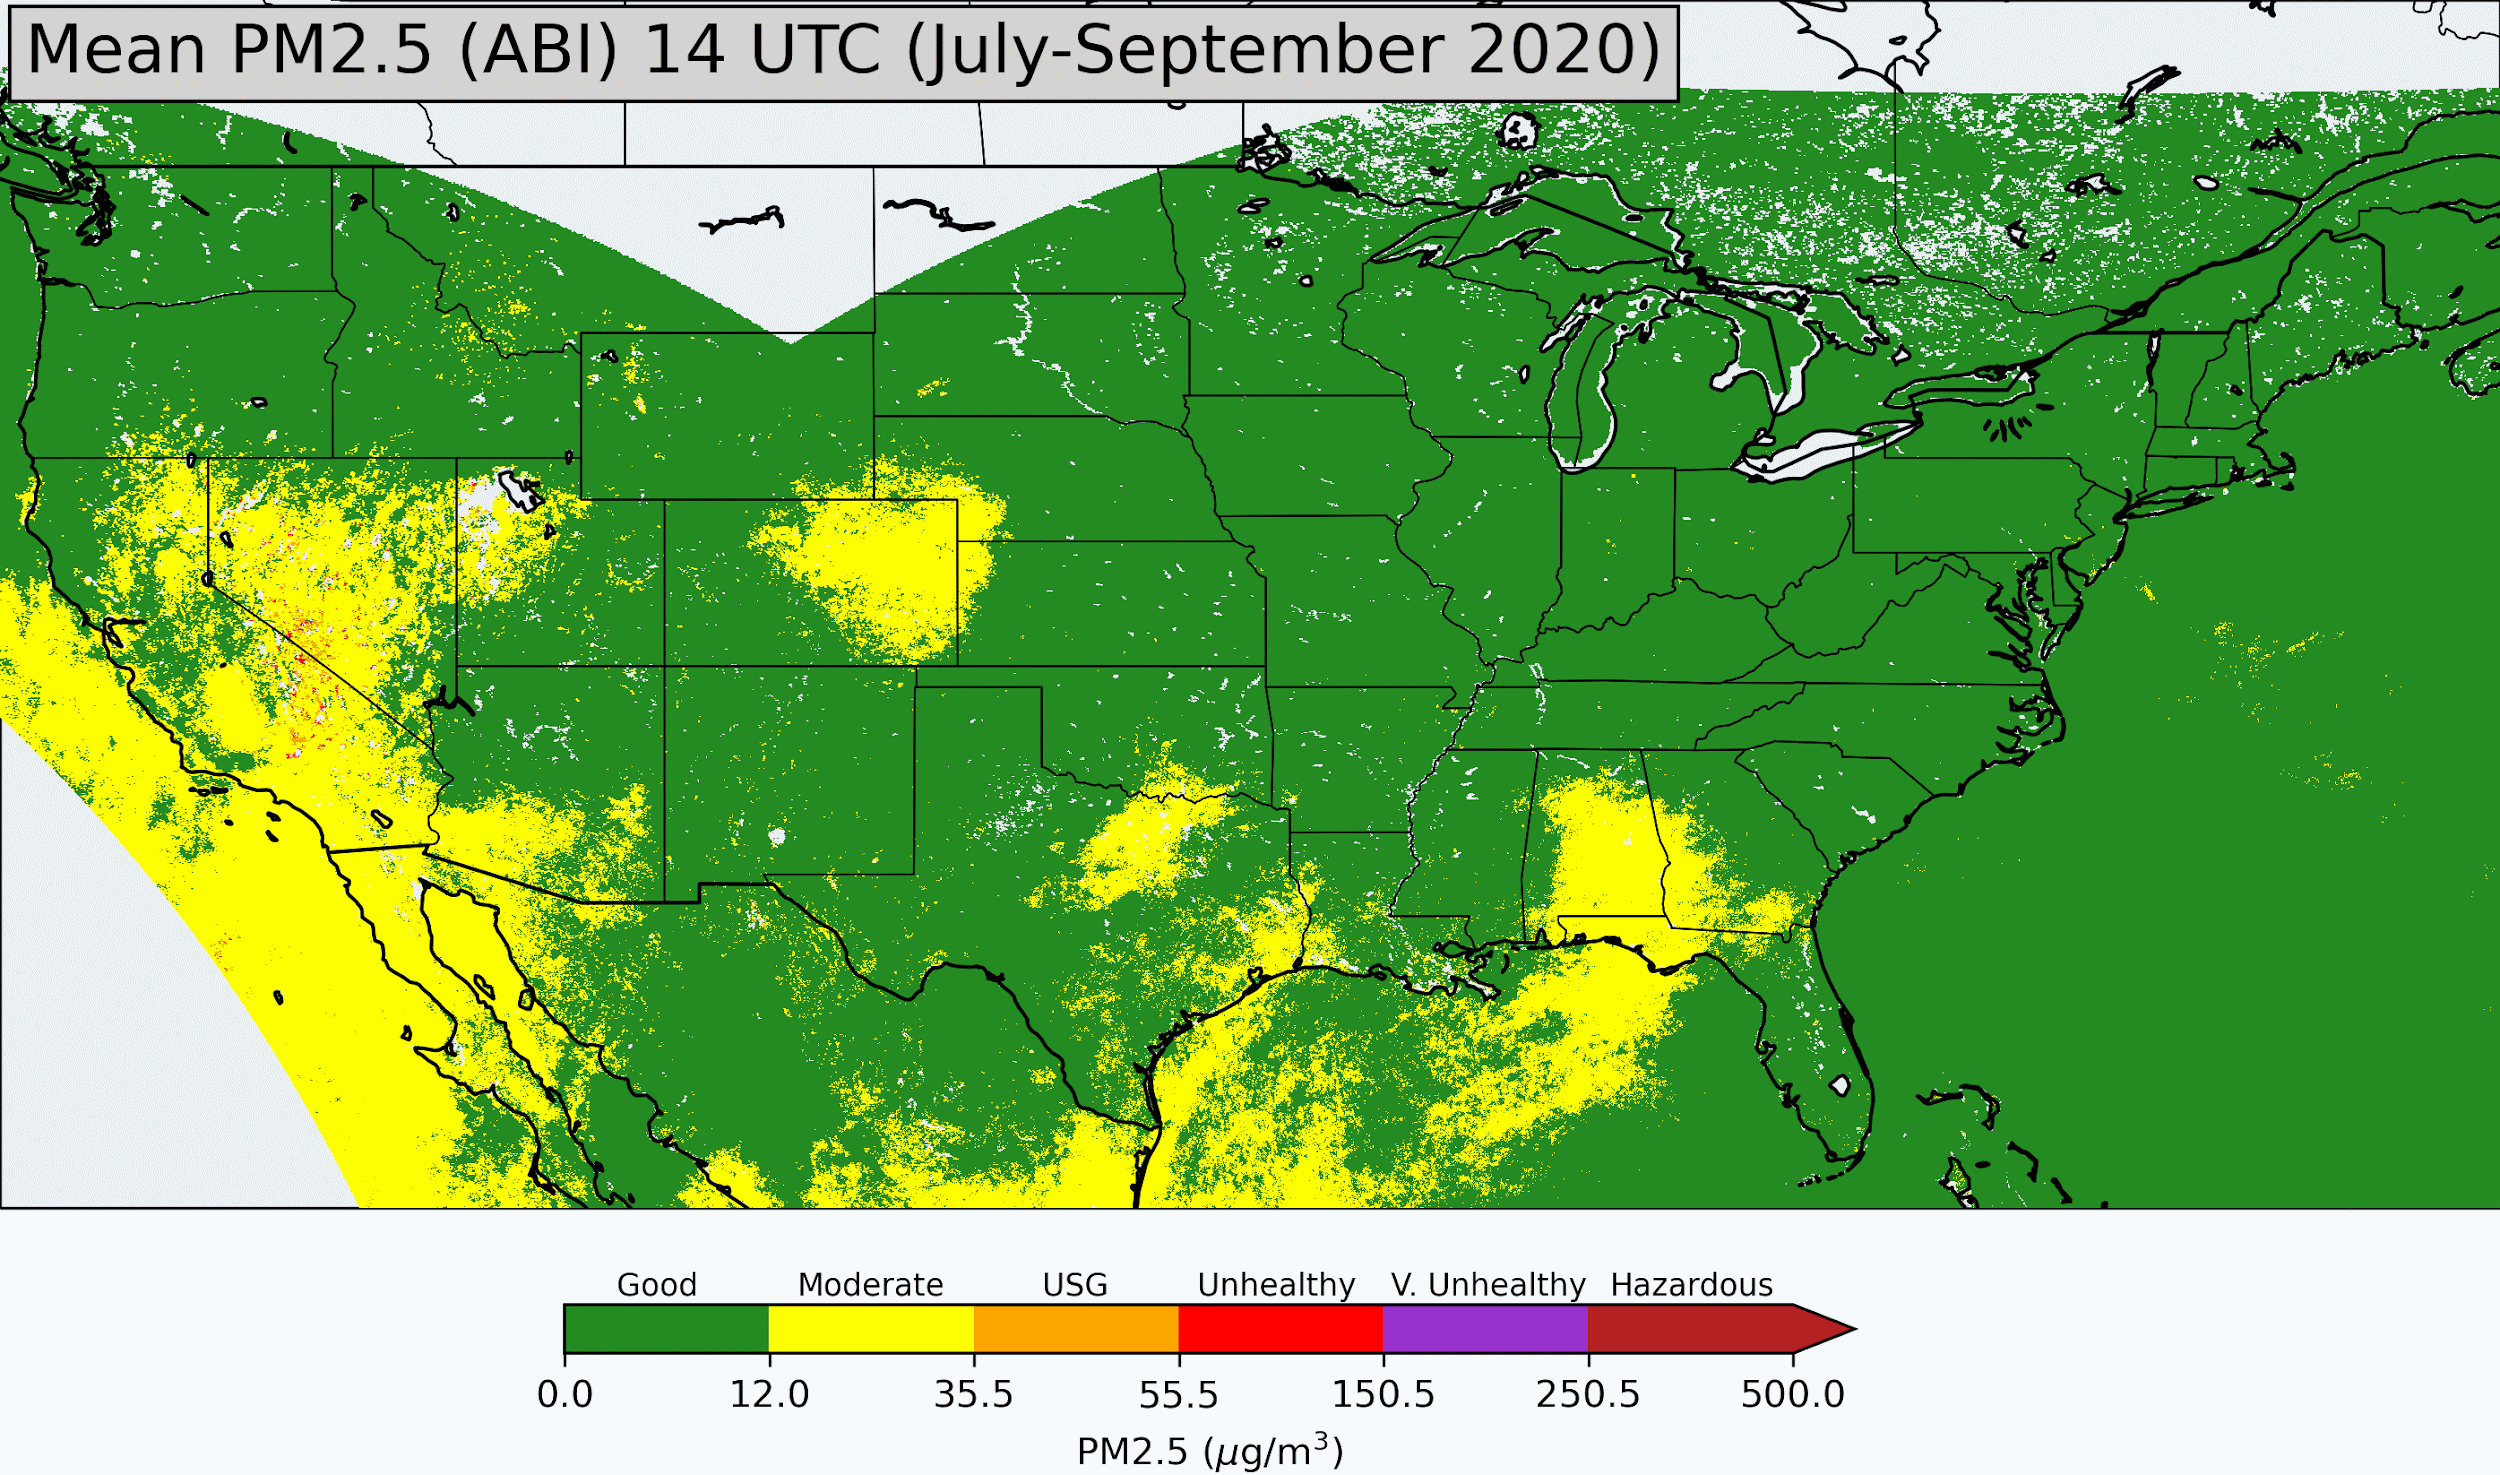 Mean PM2.5 (ABI) 14 UTC (July-September 2020)
Good Moderate USG Unhealthy V. Unhealthy Hazardous
0.0 12.0 35.5 55.5 150.5 250.5 500.0
PM2.5 (μg/m³)